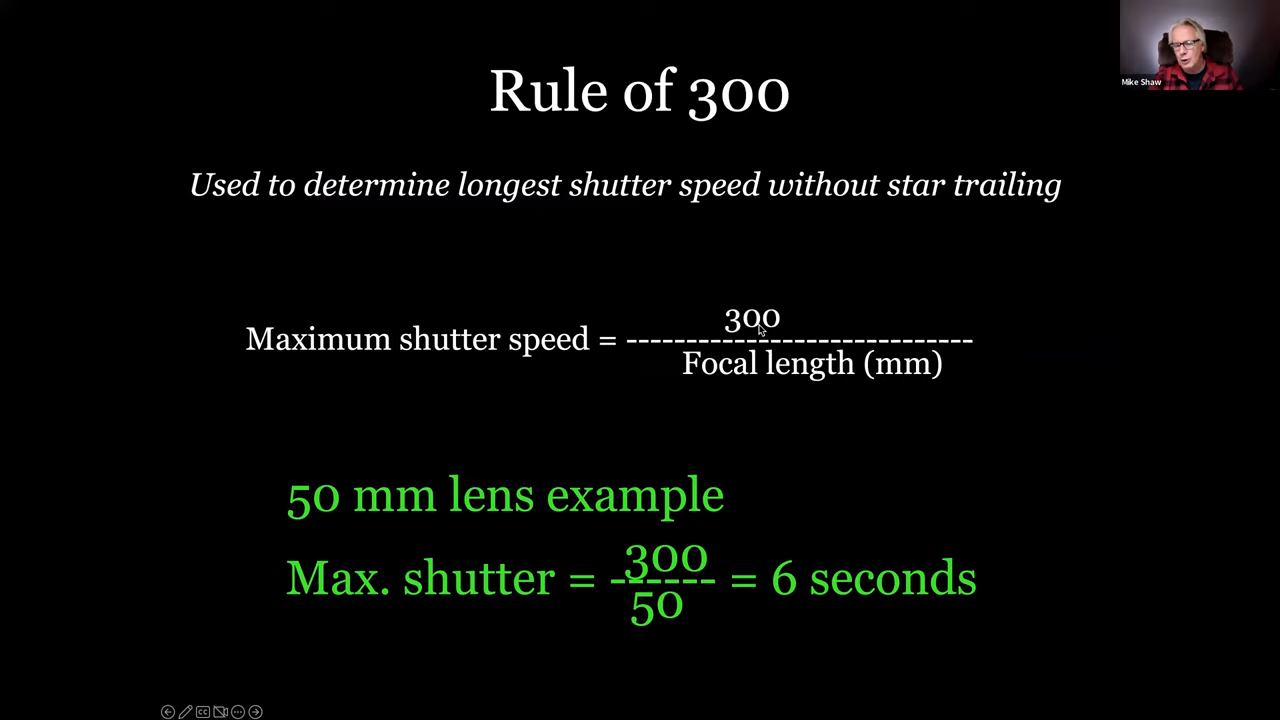 Rule of 300
Mike Shaw
Used to determine longest shutter speed without star trailing
300
Maximum shutter speed = -----------------------------
Focal length (mm)
50 mm lens example
300
Max. shutter = ------- = 6 seconds
50
CC